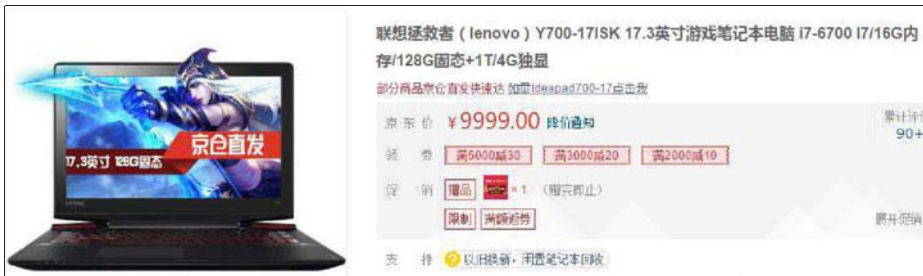 联想拯救者（lenovo）Y700-17ISK 17.3英寸游戏笔记本电脑 i7-6700 I7/16G内
存/128G固态+1T/4G独显
部分商品京仓直发快速达 如需Ideapad700-17点击我
京东价 ￥9999.00 降价通知
累计评价
90+
领券 满5000减30 满3000减20 满2000减10
促销 赠品 ×1 （赠完即止）
限制 满额返券
展开促销
支持 以旧换新，闲置笔记本回收
京仓直发
17.3英寸 128G固态